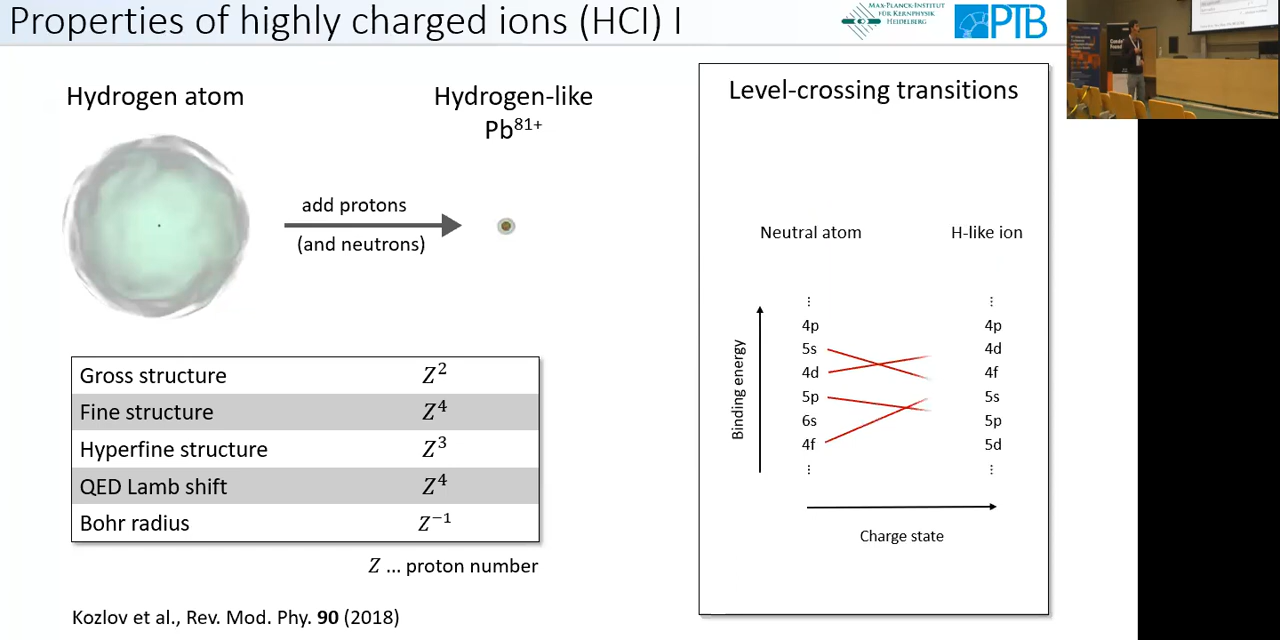 Properties of highly charged ions (HCI) I
MAX-PLANCK-INSTITUT
FÜR KERNPHYSIK
HEIDELBERG
PTB
Hydrogen atom
Hydrogen-like
Pb⁸¹⁺
add protons
(and neutrons)
Gross structure Z²
Fine structure Z⁴
Hyperfine structure Z³
QED Lamb shift Z⁴
Bohr radius Z⁻¹
Z ... proton number
Kozlov et al., Rev. Mod. Phy. 90 (2018)
Level-crossing transitions
Neutral atom H-like ion
Binding energy
⋮ ⋮
4p 4p
5s 4d
4d 4f
5p 5s
6s 5p
4f 5d
⋮ ⋮
Charge state